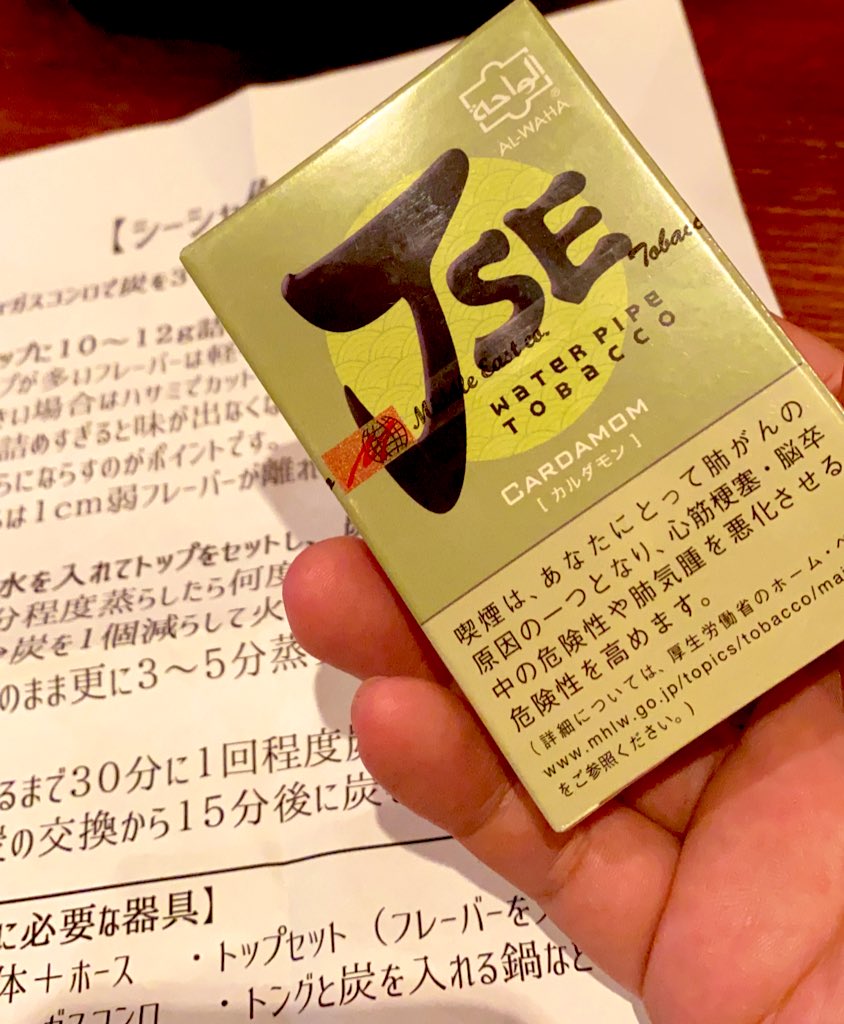 الواحة
AL-WAHA®
JSE
Tobac
Middle East co.
WATER PIPE
TOBACCO
CARDAMOM
[ カルダモン ]
喫煙は、あなたにとって肺がんの
原因の一つとなり、心筋梗塞・脳卒
中の危険性や肺気腫を悪化させる
危険性を高めます。
(詳細については、厚生労働省のホーム・ペ
www.mhlw.go.jp/topics/tobacco/mai
をご参照ください。)
【シーシャ
ガスコンロで炭を3
ップに10〜12g詰
プが多いフレーバーは軽
きい場合はハサミでカット
詰めすぎると味が出なくな
らにならすのがポイントです。
は1cm弱フレーバーが離れ
水を入れてトップをセットし、
分程度蒸らしたら何度
炭を1個減らして火
のまま更に3〜5分蒸
るまで30分に1回程度炭
炭の交換から15分後に炭
に必要な器具】
体+ホース ・トップセット(フレーバーを
ガスコンロ ・トングと炭を入れる鍋など